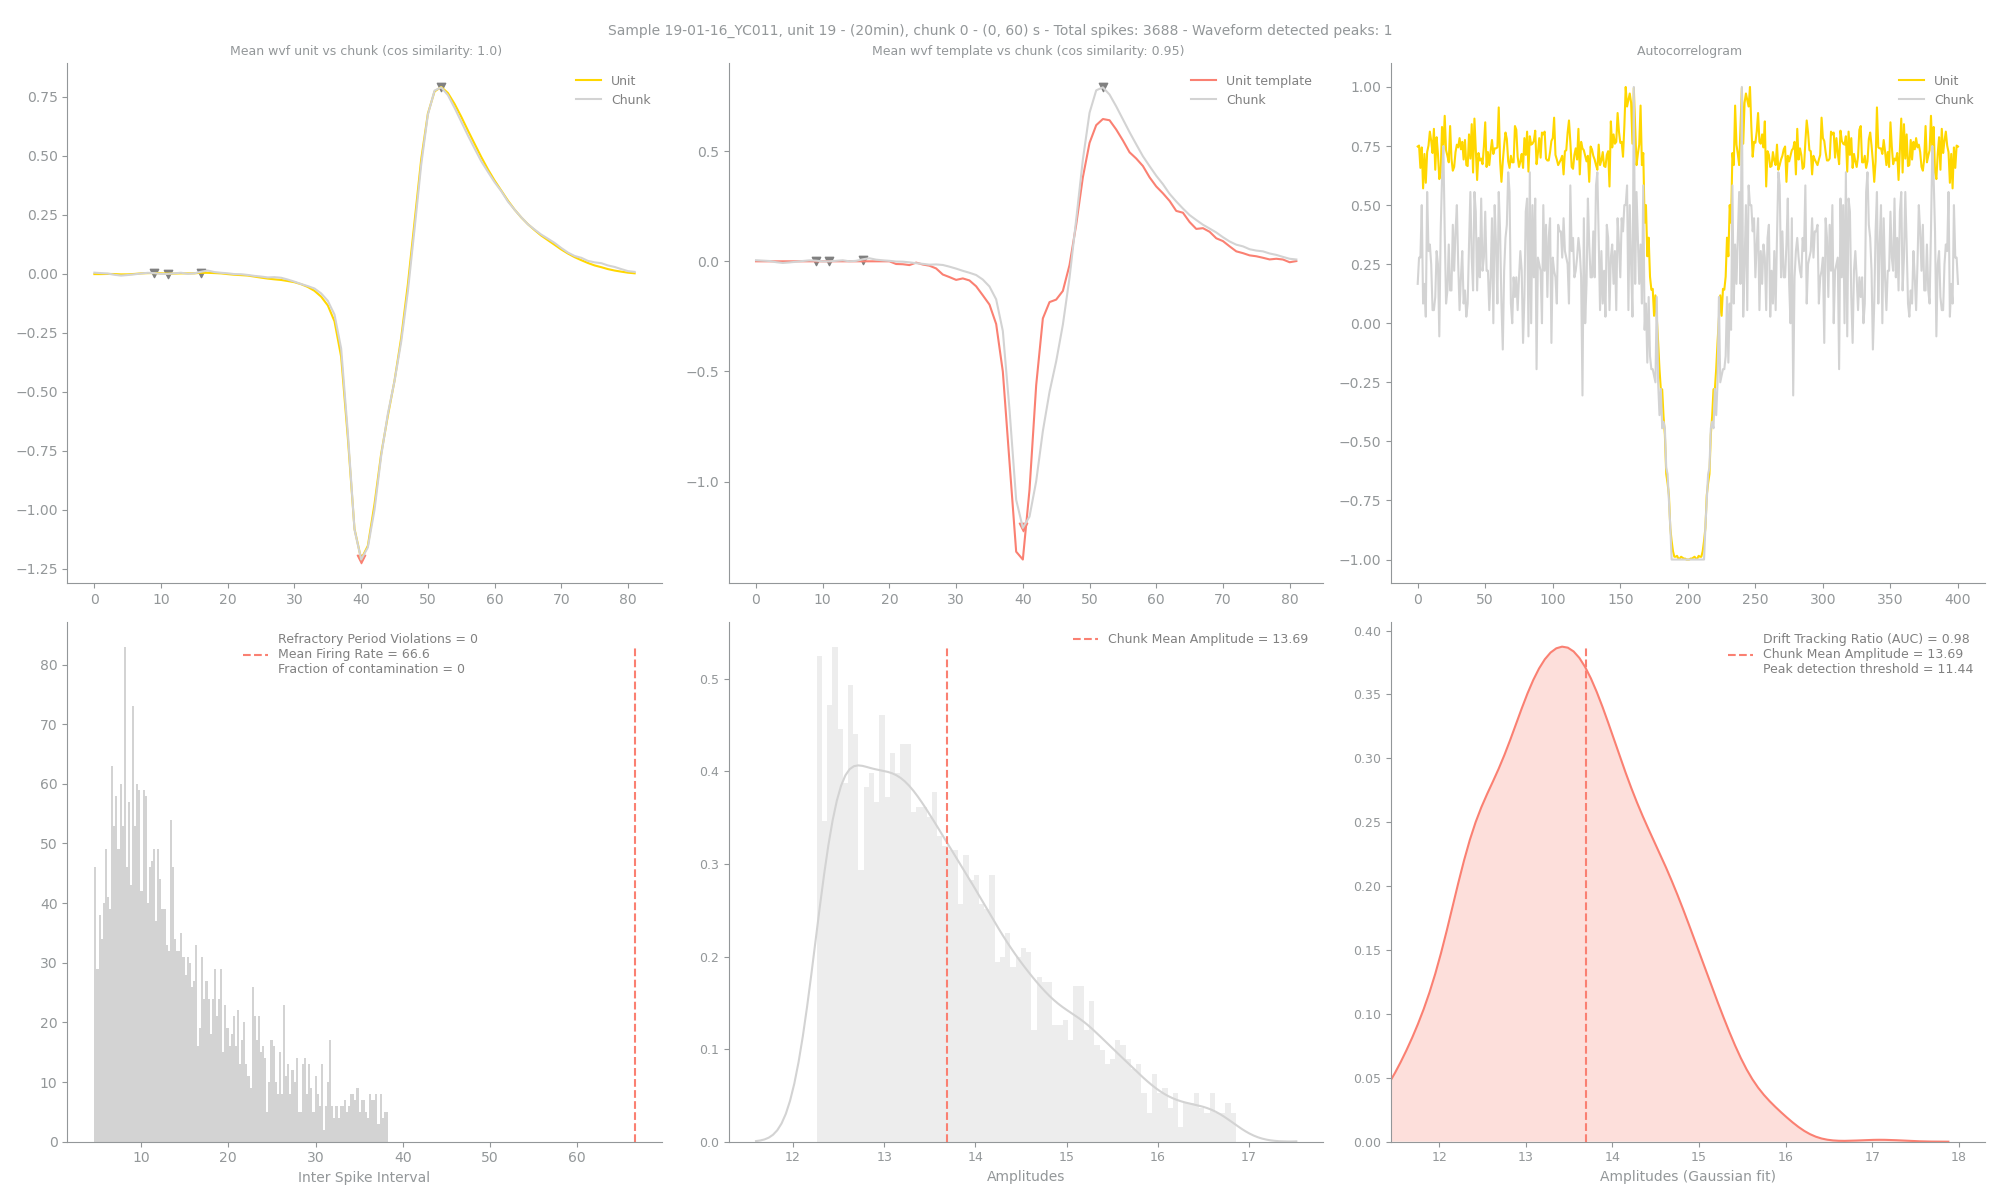 Sample 19-01-16_YC011, unit 19 - (20min), chunk 0 - (0, 60) s - Total spikes: 3688 - Waveform detected peaks: 1
Mean wvf unit vs chunk (cos similarity: 1.0)
Unit
Chunk
0.75
0.50
0.25
0.00
−0.25
−0.50
−0.75
−1.00
−1.25
0 10 20 30 40 50 60 70 80
Mean wvf template vs chunk (cos similarity: 0.95)
Unit template
Chunk
0.5
0.0
−0.5
−1.0
0 10 20 30 40 50 60 70 80
Autocorrelogram
Unit
Chunk
1.00
0.75
0.50
0.25
0.00
−0.25
−0.50
−0.75
−1.00
0 50 100 150 200 250 300 350 400
Refractory Period Violations = 0
Mean Firing Rate = 66.6
Fraction of contamination = 0
80
70
60
50
40
30
20
10
0
10 20 30 40 50 60
Inter Spike Interval
Chunk Mean Amplitude = 13.69
0.5
0.4
0.3
0.2
0.1
0.0
12 13 14 15 16 17
Amplitudes
Drift Tracking Ratio (AUC) = 0.98
Chunk Mean Amplitude = 13.69
Peak detection threshold = 11.44
0.40
0.35
0.30
0.25
0.20
0.15
0.10
0.05
0.00
12 13 14 15 16 17 18
Amplitudes (Gaussian fit)